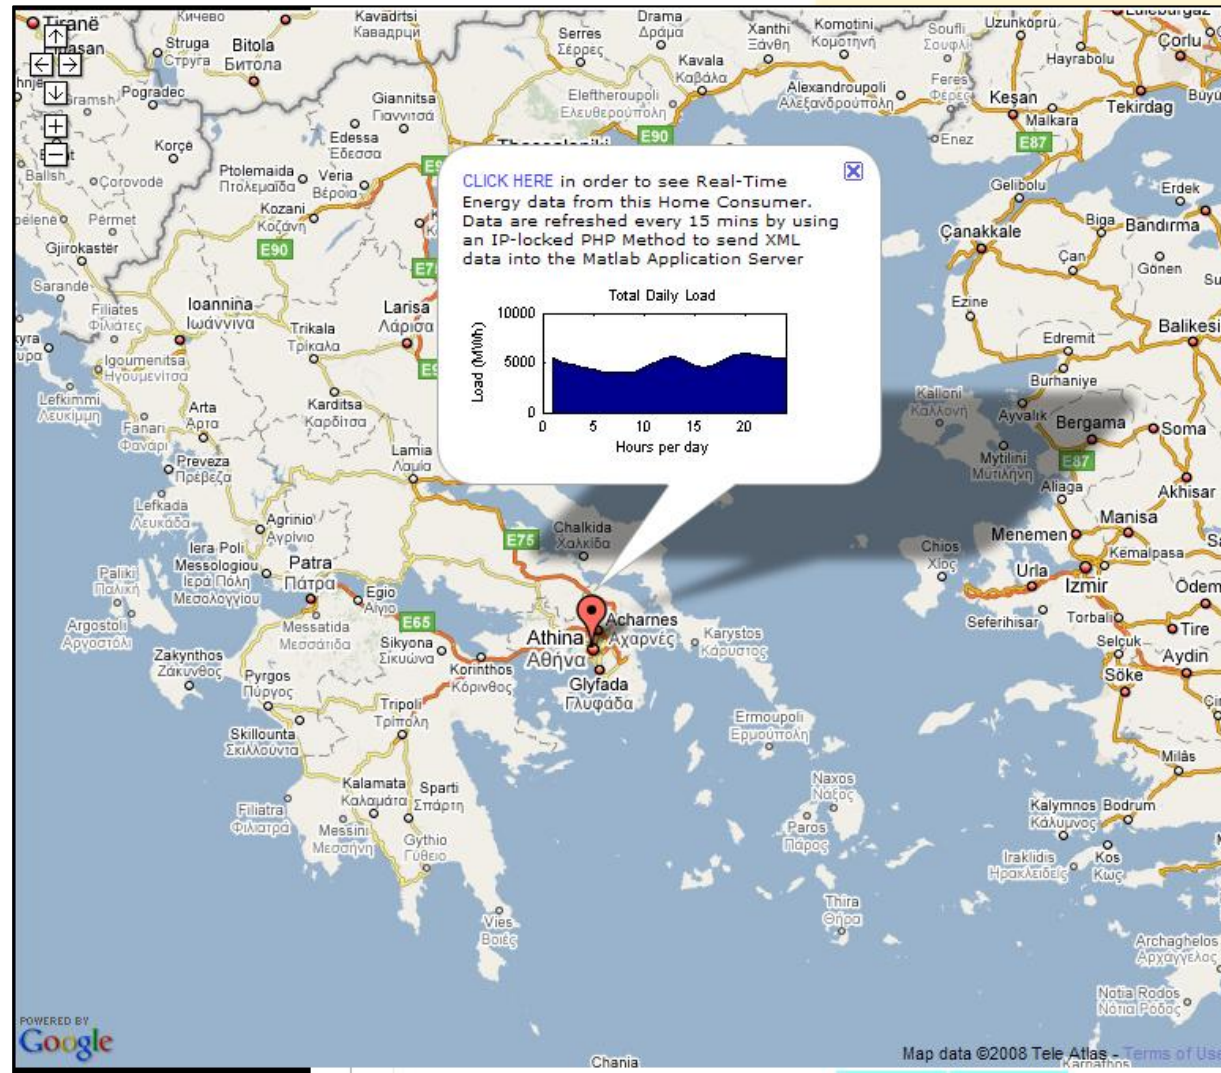 Tiranë
Struga
Струга
Кичево
Bitola
Битола
Kavadrtsi
Кавадрци
Serres
Σέρρες
Drama
Δράμα
Xanthi
Ξάνθη
Komotini
Κομοτηνή
Soufli
Σουφλί
Uzunköprü
Hayrabolu
Çorlu
Pogradec
Giannitsa
Γιαννιτσά
Eleftheroupoli
Ελευθερούπολη
Kavala
Καβάλα
Alexandroupoli
Αλεξανδρούπολη
Feres
Φέρες
Keşan
Malkara
Tekirdag
Korçë
Edessa
Έδεσσα
E90
Enez
E87
Ballsh
Çorovodë
Ptolemaida
Πτολεμαΐδα
Veria
Βέροια
Gelibolu
Erdek
Përmet
Kozani
Κοζάνη
Biga
Bandırma
Gjirokastër
E90
Çanakkale
Çan
Gönen
Sarandë
CLICK HERE in order to see Real-Time
Energy data from this Home Consumer.
Data are refreshed every 15 mins by using
an IP-locked PHP Method to send XML
data into the Matlab Application Server
Total Daily Load
10000
5000
0
Load (MWh)
0 5 10 15 20
Hours per day
Filiates
Φιλιάτες
Ioannina
Ιωάννινα
Trikala
Τρίκαλα
Larisa
Λάρισα
Ezine
Edremit
Balikesi
Igoumenitsa
Ηγουμενίτσα
Burhaniye
Lefkimmi
Λευκίμμη
Arta
Αρτα
Karditsa
Καρδίτσα
Kalloni
Καλλονή
Ayvalık
Bergama
Soma
Fanari
Φανάρι
Preveza
Πρέβεζα
Lamia
Λαμία
Mytilini
Μυτιλήνη
E87
Aliaga
Akhisar
Lefkada
Λευκάδα
Agrinio
Αγρίνιο
Chalkida
Χαλκίδα
E75
Menemen
Manisa
Iera Poli
Messologiou
Ιερά Πόλη
Μεσολογγίου
Patra
Πάτρα
Chios
Χίος
Kemalpasa
Urla
Izmir
Ödem
Paliki
Παλική
Egio
Αίγιο
Argostoli
Αργοστόλι
Messatida
Μεσσάτιδα
E65
Sikyona
Σικυώνα
Athina
Αθήνα
Acharnes
Αχαρνές
Karystos
Κάρυστος
Seferihisar
Torbalı
Tire
Selçuk
Aydin
Zakynthos
Ζάκυνθος
Pyrgos
Πύργος
Korinthos
Κόρινθος
Glyfada
Γλυφάδα
Söke
Skillounta
Σκιλλούντα
Tripoli
Τρίπολη
Ermoupoli
Ερμούπολη
Milâs
Kalamata
Καλαμάτα
Sparti
Σπάρτη
Naxos
Νάξος
Filiatra
Φιλιατρά
Messini
Μεσσήνη
Gythio
Γύθειο
Paros
Πάρος
Kalymnos
Κάλυμνος
Bodrum
Iraklidis
Ηρακλειδείς
Kos
Κως
Vies
Βοιές
Thira
Θήρα
Archaghelos
Αρχάγγελος
Notia Rodos
Νότια Ρόδος
POWERED BY
Google
Chania
Map data ©2008 Tele Atlas - Terms of Use
Karpathos